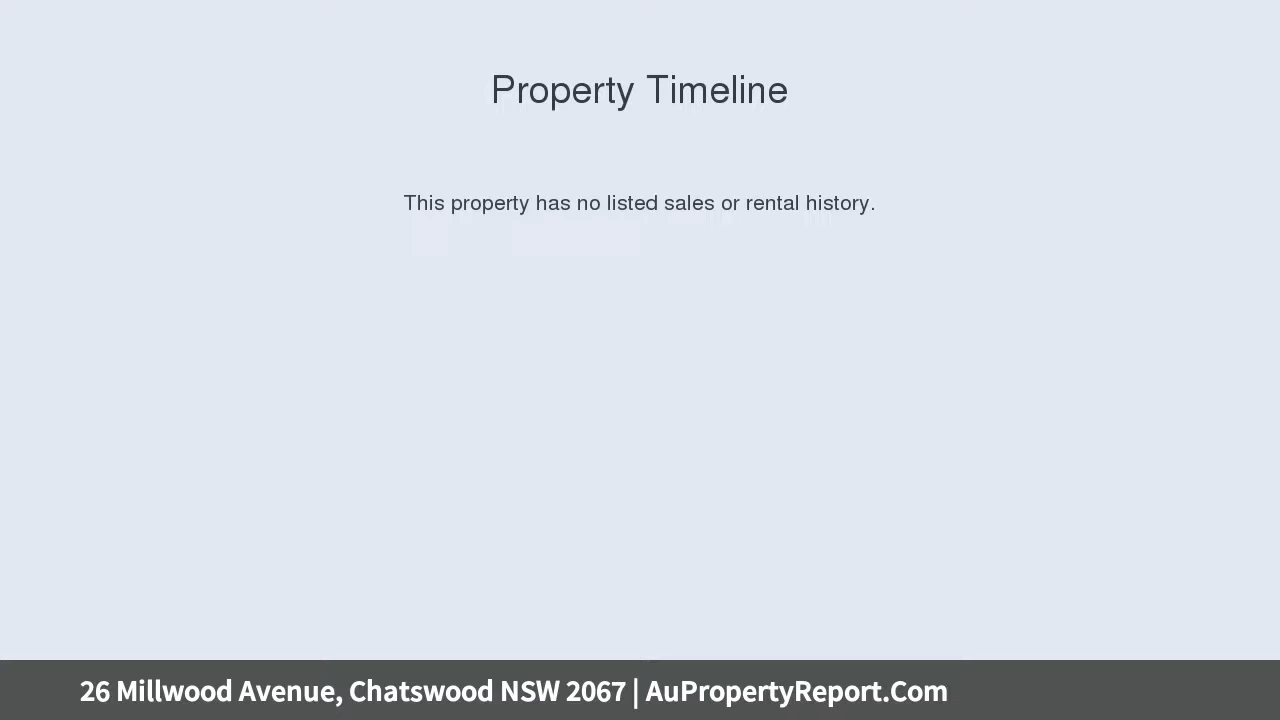 Property Timeline
This property has no listed sales or rental history.
26 Millwood Avenue, Chatswood NSW 2067 | AuPropertyReport.Com